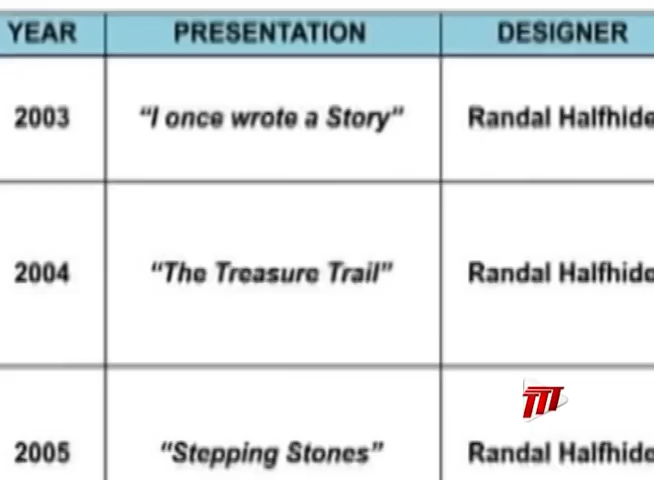 YEAR PRESENTATION DESIGNER
2003 “I once wrote a Story” Randal Halfhide
2004 “The Treasure Trail” Randal Halfhide
2005 “Stepping Stones” Randal Halfhide